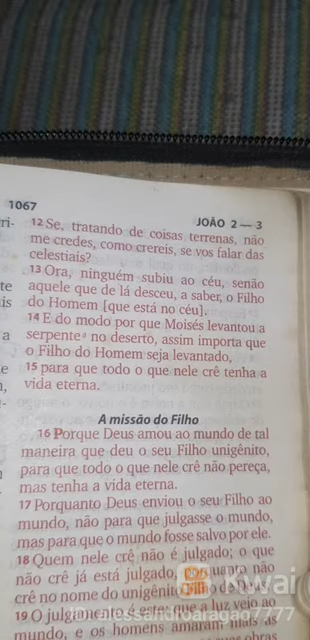 1067
JOÃO 2 — 3
ri-
12 Se, tratando de coisas terrenas, não
me credes, como crereis, se vos falar das
celestiais?
13 Ora, ninguém subiu ao céu, senão
te aquele que de lá desceu, a saber, o Filho
is do Homem [que está no céu].
14 E do modo por que Moisés levantou a
a serpente a no deserto, assim importa que
o Filho do Homem seja levantado,
15 para que todo o que nele crê tenha a
vida eterna.
A missão do Filho
16 Porque Deus amou ao mundo de tal
maneira que deu o seu Filho unigênito,
para que todo o que nele crê não pereça,
mas tenha a vida eterna.
17 Porquanto Deus enviou o seu Filho ao
mundo, não para que julgasse o mundo,
mas para que o mundo fosse salvo por ele.
18 Quem nele crê não é julgado; o que
não crê já está julgado, porquanto não
crê no nome do unigênito Filho de Deus.
19 O julgamento é este: que a luz veio ao
mundo, e os homens amaram mais as
Kwai